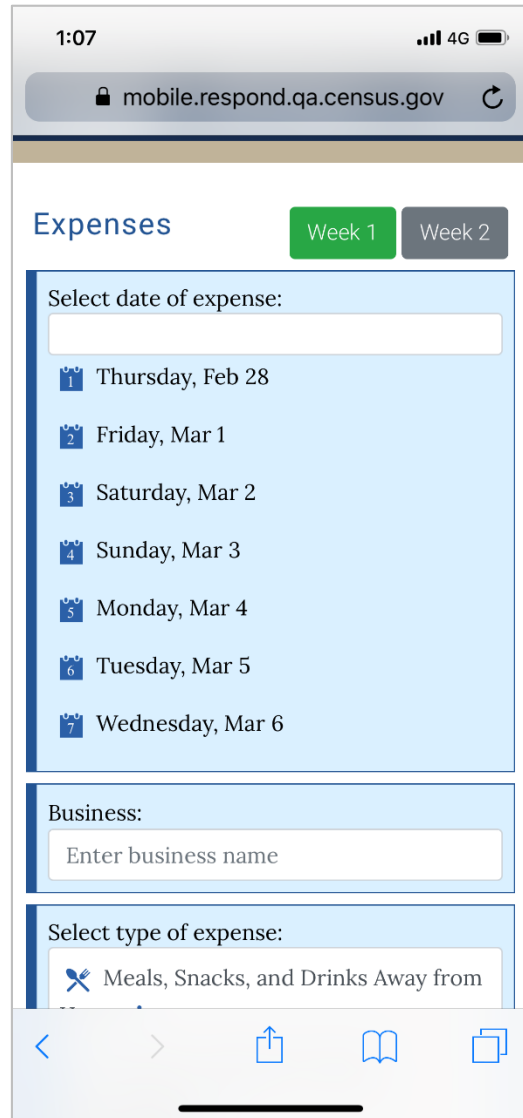 1:07
4G
mobile.respond.qa.census.gov
Expenses
Week 1
Week 2
Select date of expense:
1 Thursday, Feb 28
2 Friday, Mar 1
3 Saturday, Mar 2
4 Sunday, Mar 3
5 Monday, Mar 4
6 Tuesday, Mar 5
7 Wednesday, Mar 6
Business:
Enter business name
Select type of expense:
Meals, Snacks, and Drinks Away from